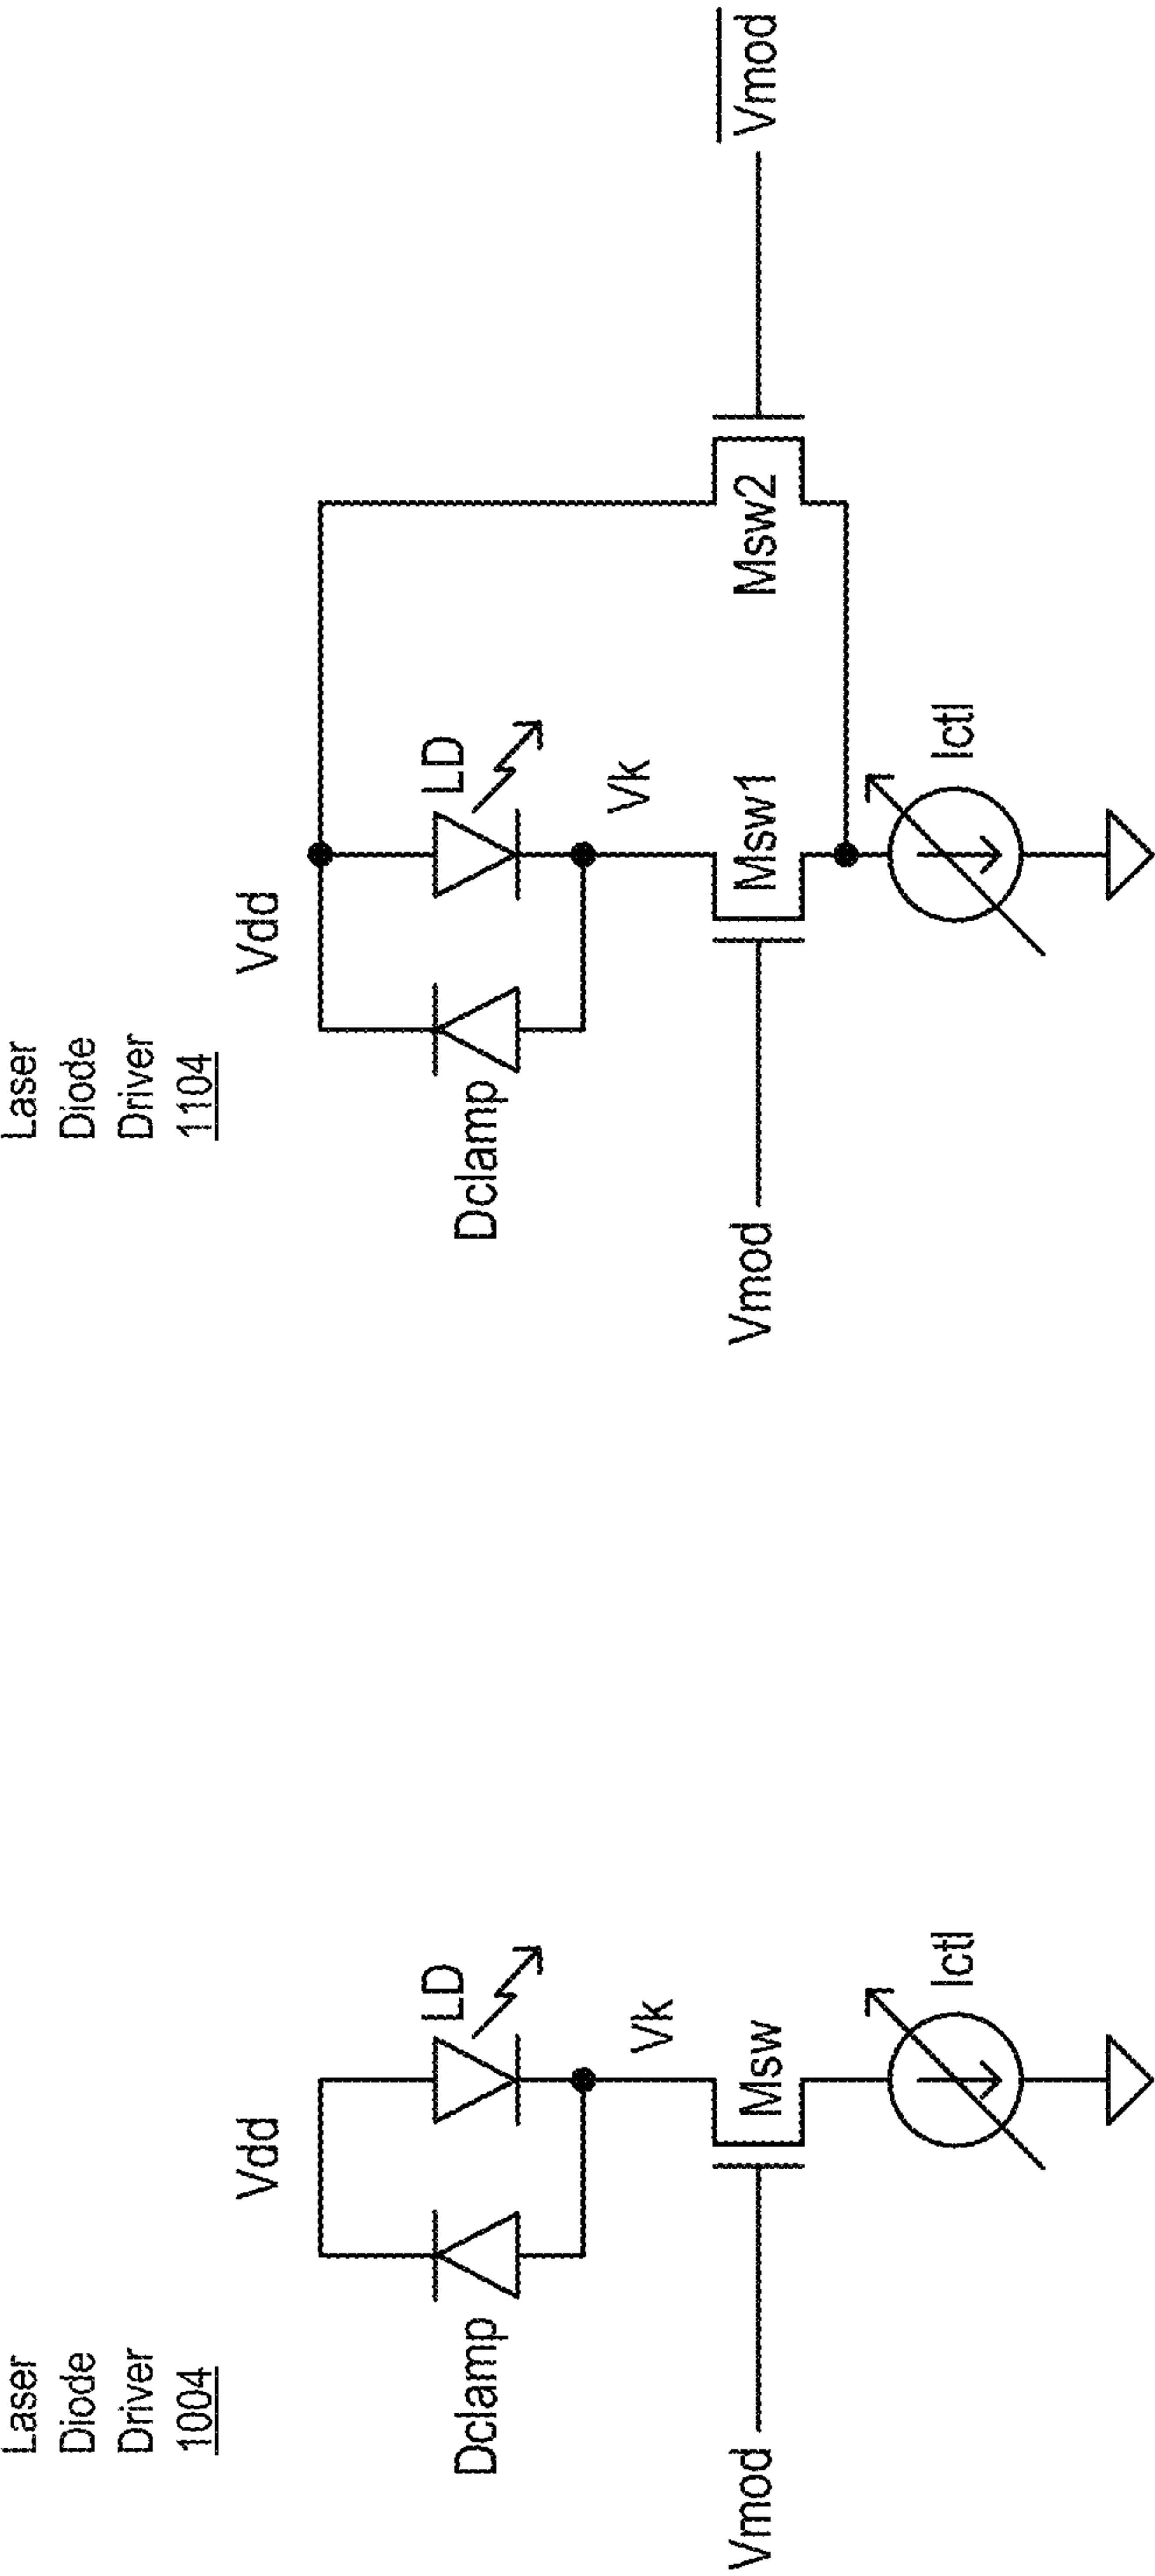 Laser
Diode
Driver
1004
Vdd
Dclamp
LD
Vk
Vmod
Msw
Ictl
Laser
Diode
Driver
1104
Vdd
Dclamp
LD
Vk
Vmod
Msw1
Msw2
Vmod
Ictl